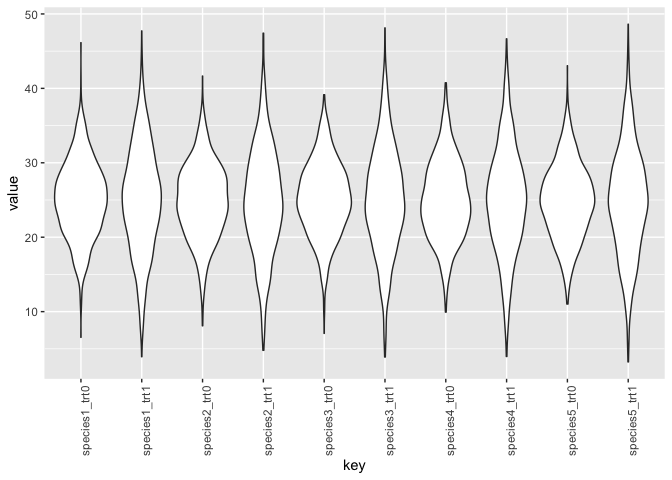 50
40
30
20
10
value
species1_trt0
species1_trt1
species2_trt0
species2_trt1
species3_trt0
species3_trt1
species4_trt0
species4_trt1
species5_trt0
species5_trt1
key